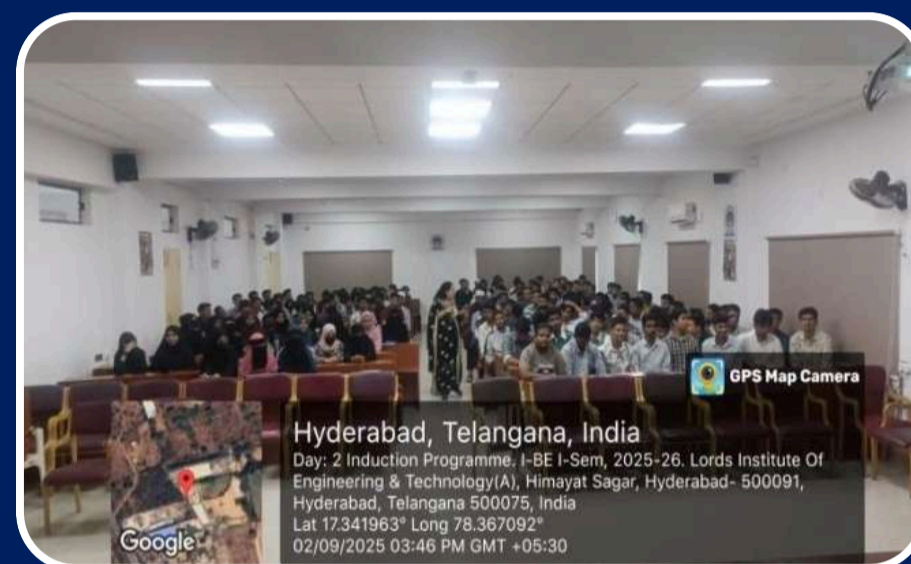 GPS Map Camera
Hyderabad, Telangana, India
Day: 2 Induction Programme. I-BE I-Sem, 2025-26. Lords Institute Of
Engineering & Technology(A), Himayat Sagar, Hyderabad- 500091,
Hyderabad, Telangana 500075, India
Lat 17.341963° Long 78.367092°
02/09/2025 03:46 PM GMT +05:30
Google